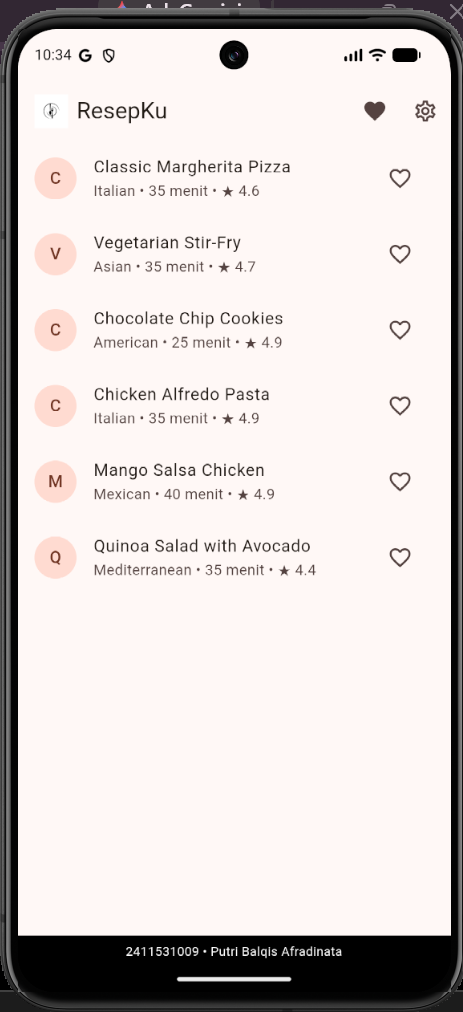 10:34 G
ResepKu
C
Classic Margherita Pizza
Italian • 35 menit • ★ 4.6
V
Vegetarian Stir-Fry
Asian • 35 menit • ★ 4.7
C
Chocolate Chip Cookies
American • 25 menit • ★ 4.9
C
Chicken Alfredo Pasta
Italian • 35 menit • ★ 4.9
M
Mango Salsa Chicken
Mexican • 40 menit • ★ 4.9
Q
Quinoa Salad with Avocado
Mediterranean • 35 menit • ★ 4.4
2411531009 • Putri Balqis Afradinata